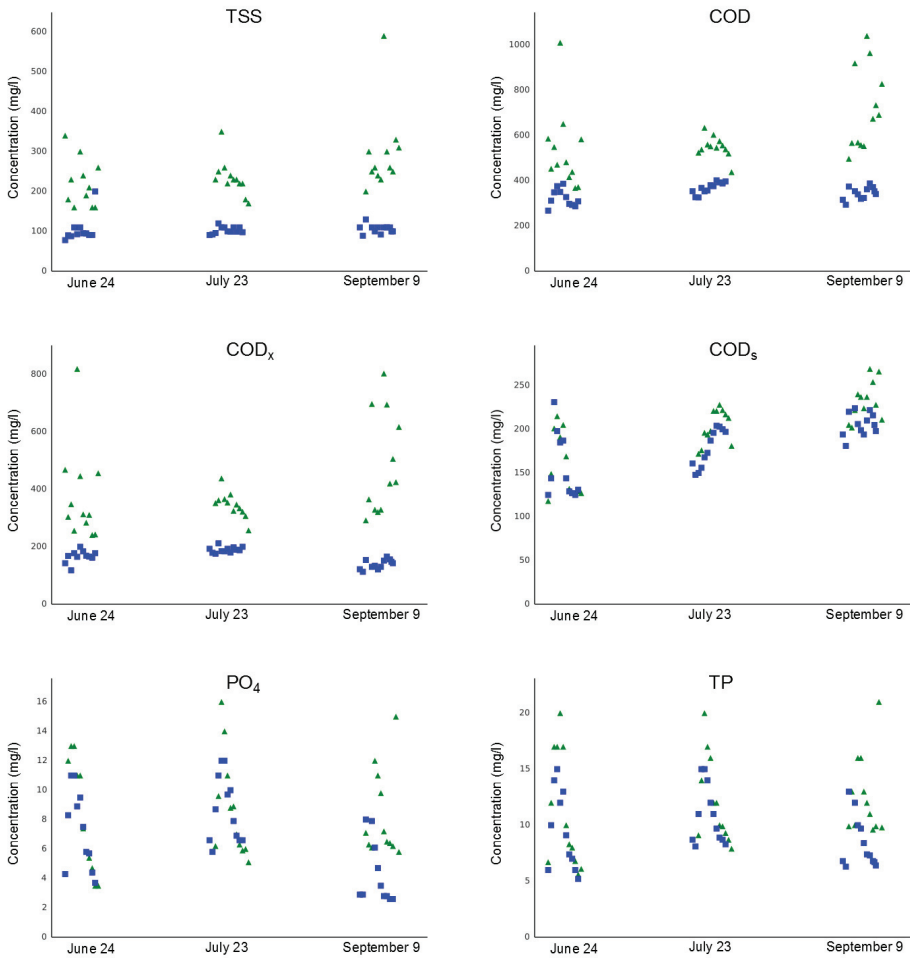 TSS
Concentration (mg/l)
600
500
400
300
200
100
0
June 24
July 23
September 9
COD
Concentration (mg/l)
1000
800
600
400
200
0
June 24
July 23
September 9
CODx
Concentration (mg/l)
800
600
400
200
0
June 24
July 23
September 9
CODs
Concentration (mg/l)
250
200
150
100
50
0
June 24
July 23
September 9
PO4
Concentration (mg/l)
16
14
12
10
8
6
4
2
0
June 24
July 23
September 9
TP
Concentration (mg/l)
20
15
10
5
0
June 24
July 23
September 9